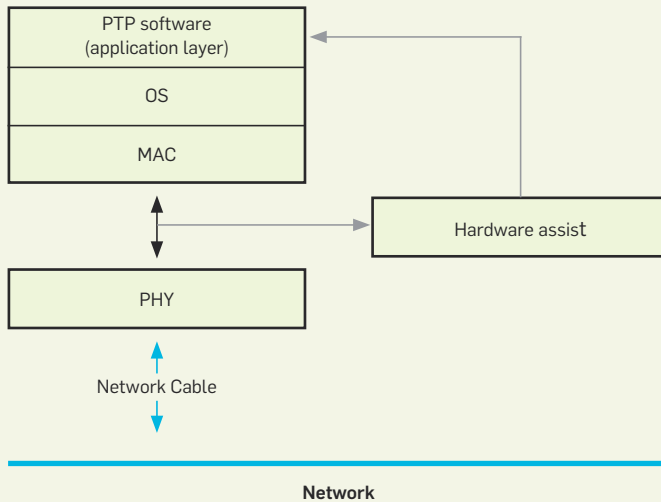 PTP software
(application layer)
OS
MAC
Hardware assist
PHY
Network Cable
Network